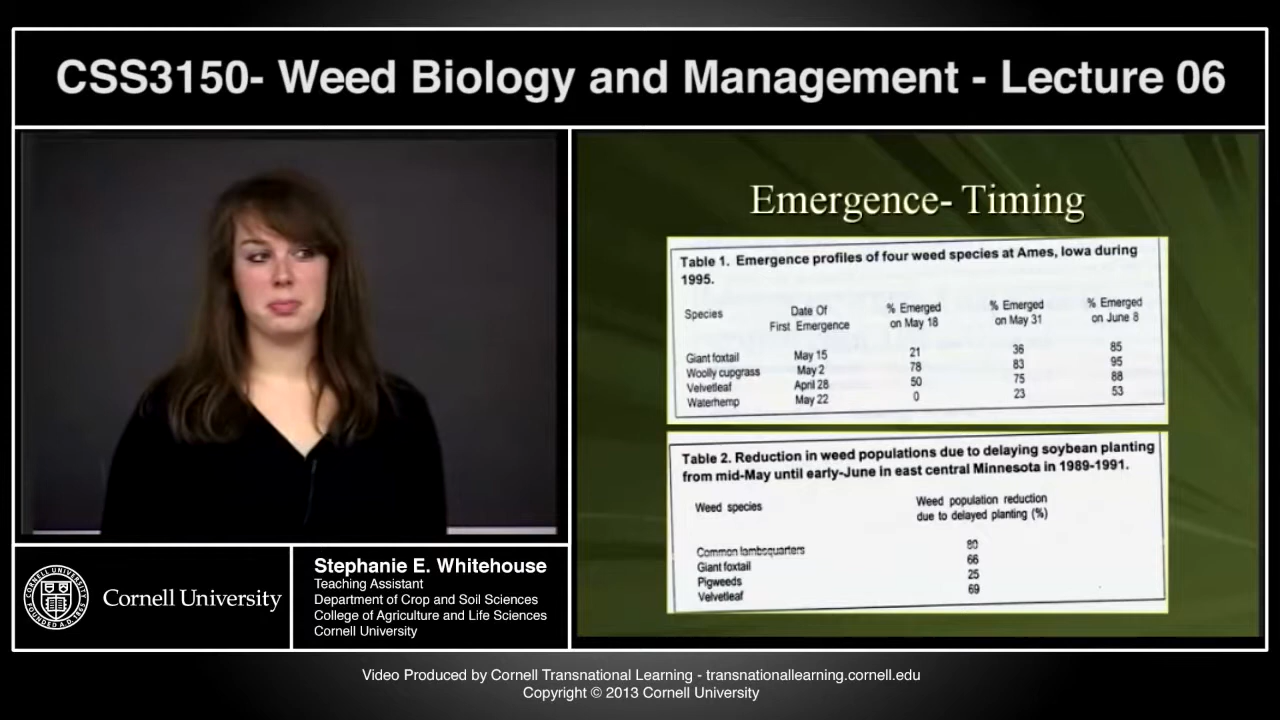 CSS3150- Weed Biology and Management - Lecture 06
Emergence- Timing
Table 1. Emergence profiles of four weed species at Ames, Iowa during
1995.
Species Date Of % Emerged % Emerged % Emerged
First Emergence on May 18 on May 31 on June 8
Giant foxtail May 15 21 36 85
Woolly cupgrass May 2 78 83 95
Velvetleaf April 28 50 75 88
Waterhemp May 22 0 23 53
Table 2. Reduction in weed populations due to delaying soybean planting
from mid-May until early-June in east central Minnesota in 1989-1991.
Weed species Weed population reduction
due to delayed planting (%)
Common lambsquarters 80
Giant foxtail 66
Pigweeds 25
Velvetleaf 69
CORNELL UNIVERSITY
FOUNDED A.D. 1865
Cornell University
Stephanie E. Whitehouse
Teaching Assistant
Department of Crop and Soil Sciences
College of Agriculture and Life Sciences
Cornell University
Video Produced by Cornell Transnational Learning - transnationallearning.cornell.edu
Copyright © 2013 Cornell University